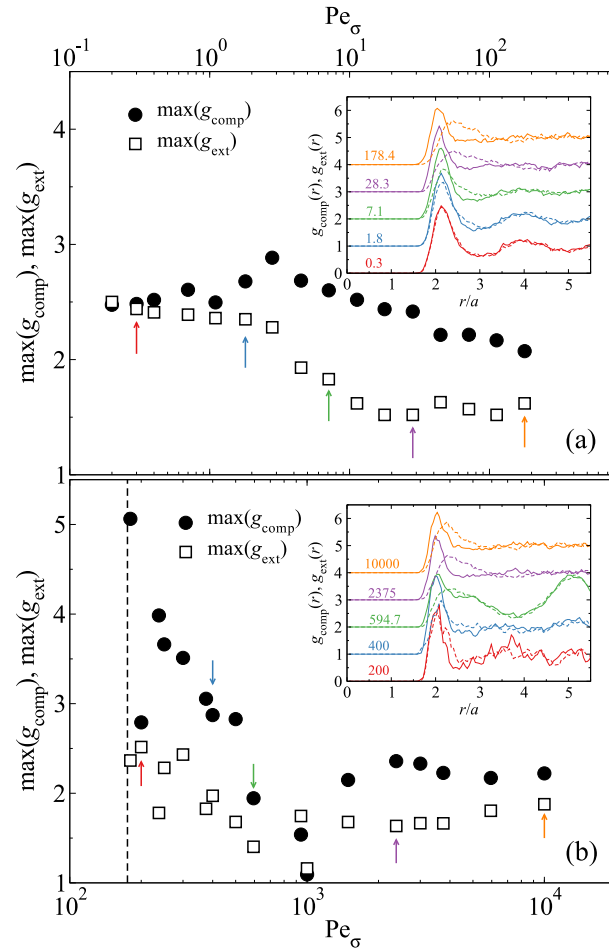 Pe_σ
10^-1 10^0 10^1 10^2
max(g_comp)
max(g_ext)
max(g_comp), max(g_ext)
4
3
2
1
g_comp(r), g_ext(r)
6
5
4
3
2
1
0
178.4
28.3
7.1
1.8
0.3
0 1 2 3 4 5
r/a
(a)
max(g_comp)
max(g_ext)
max(g_comp), max(g_ext)
5
4
3
2
1
g_comp(r), g_ext(r)
6
5
4
3
2
1
0
10000
2375
594.7
400
200
0 1 2 3 4 5
r/a
(b)
10^2 10^3 10^4
Pe_σ